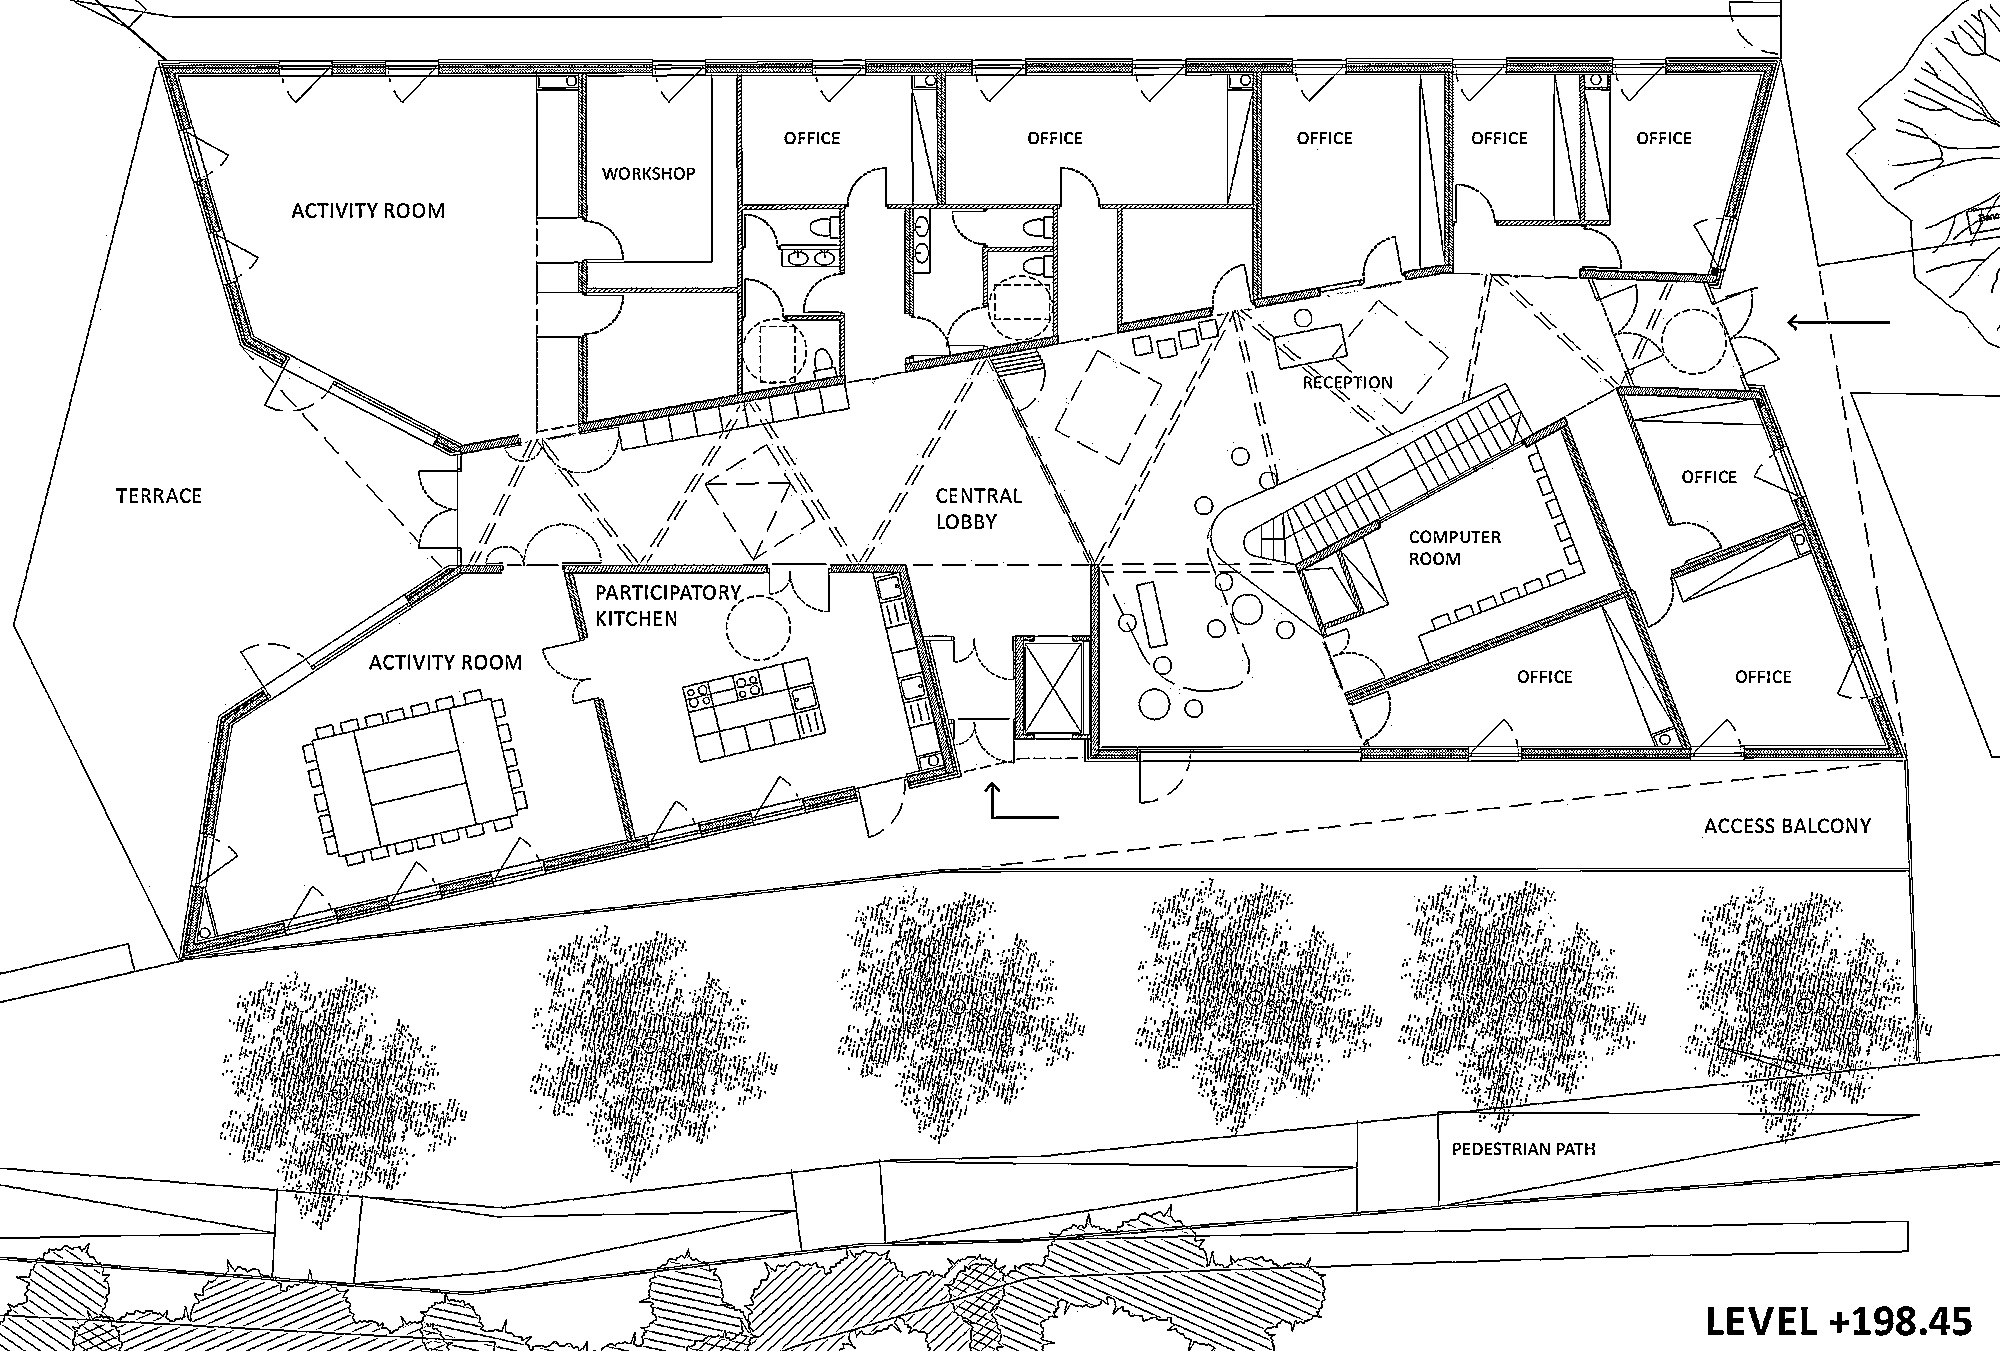 OFFICE
OFFICE
OFFICE
OFFICE
OFFICE
WORKSHOP
ACTIVITY ROOM
RECEPTION
TERRACE
CENTRAL
LOBBY
OFFICE
COMPUTER
ROOM
PARTICIPATORY
KITCHEN
ACTIVITY ROOM
OFFICE
OFFICE
ACCESS BALCONY
PEDESTRIAN PATH
LEVEL +198.45